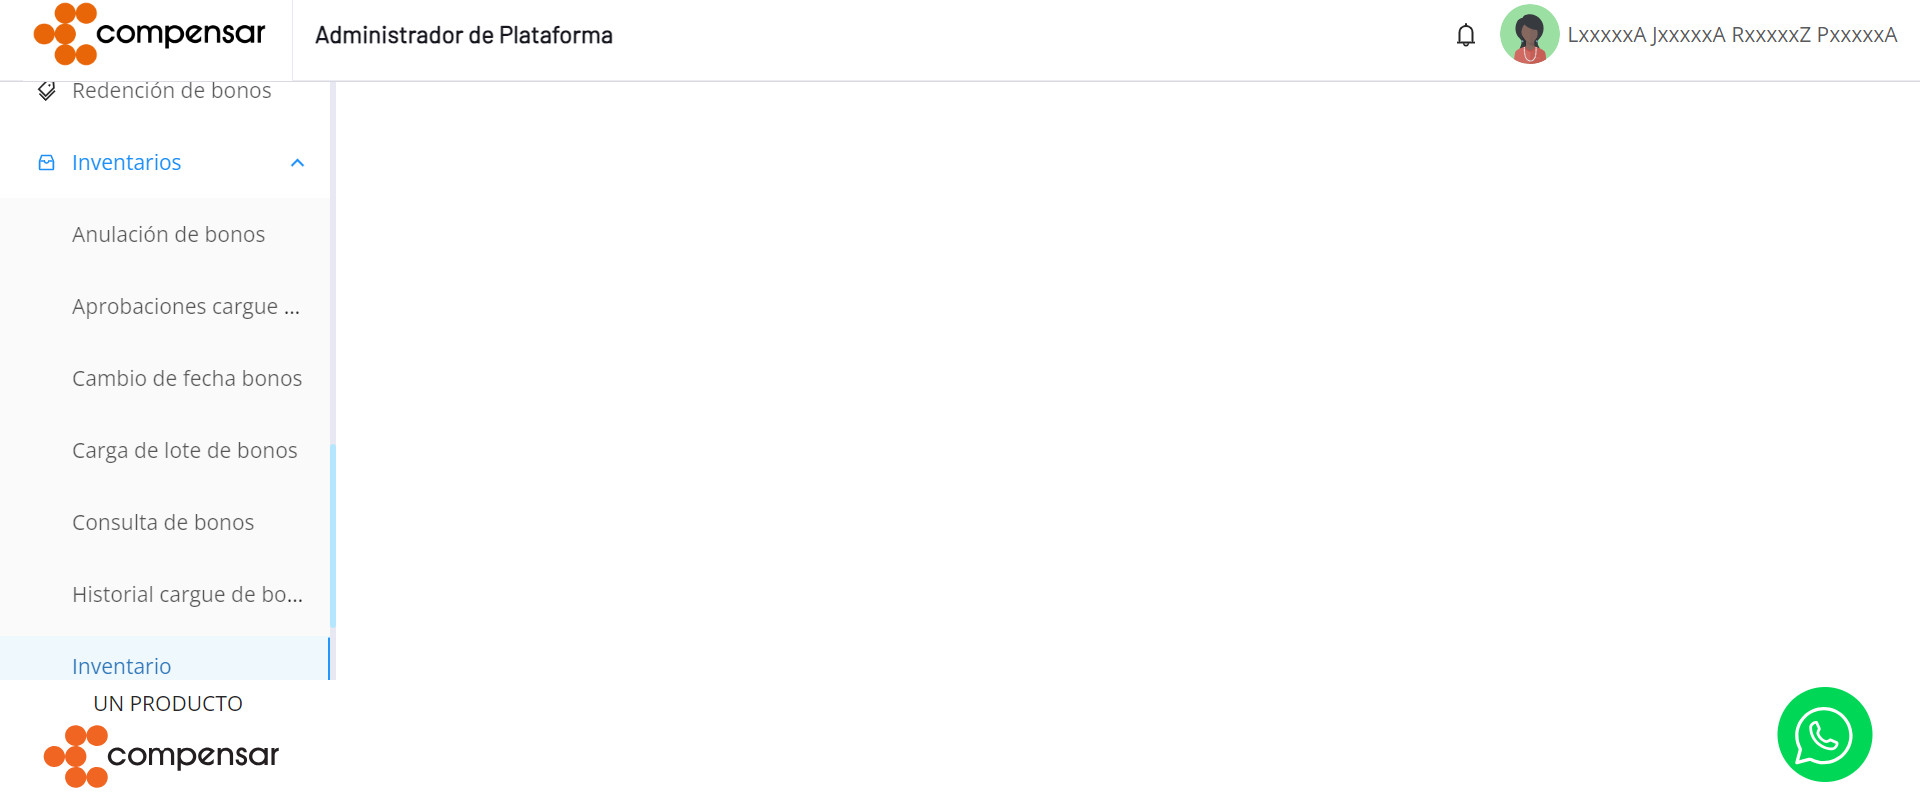 compensar
Administrador de Plataforma
LxxxxxA JxxxxxA RxxxxxZ PxxxxxA
Redención de bonos
Inventarios
Anulación de bonos
Aprobaciones cargue ...
Cambio de fecha bonos
Carga de lote de bonos
Consulta de bonos
Historial cargue de bo...
Inventario
UN PRODUCTO
compensar